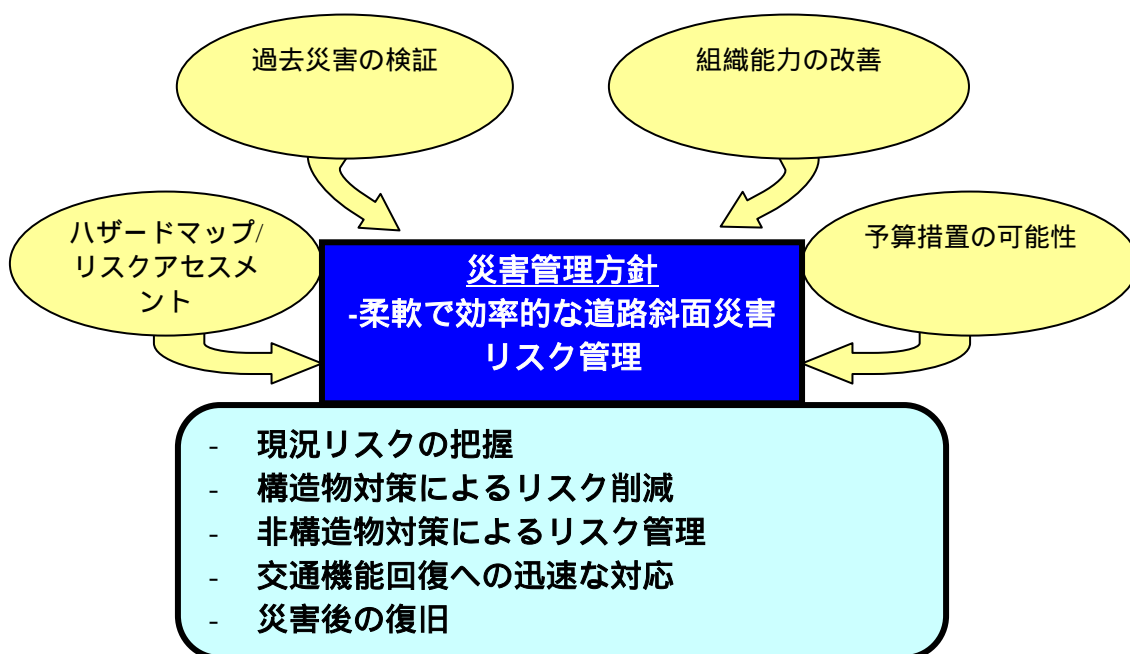 過去災害の検証
組織能力の改善
ハザードマップ/
リスクアセスメ
ント
予算措置の可能性
災害管理方針
-柔軟で効率的な道路斜面災害
リスク管理
- 現況リスクの把握
- 構造物対策によるリスク削減
- 非構造物対策によるリスク管理
- 交通機能回復への迅速な対応
- 災害後の復旧